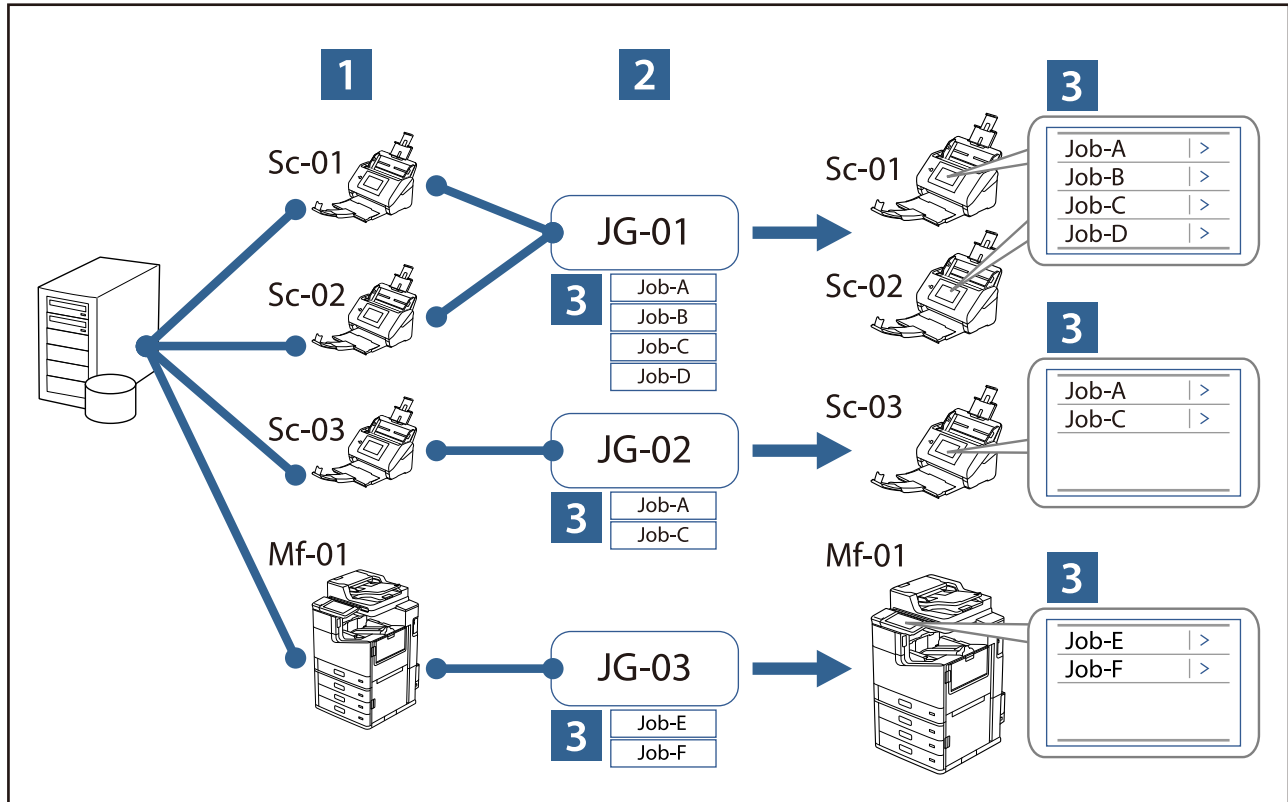 1
2
3
Sc-01
Sc-02
Sc-03
Mf-01
JG-01
3
Job-A
Job-B
Job-C
Job-D
JG-02
3
Job-A
Job-C
JG-03
3
Job-E
Job-F
Sc-01
Sc-02
Job-A | >
Job-B | >
Job-C | >
Job-D | >
3
Sc-03
Job-A | >
Job-C | >
3
Mf-01
Job-E | >
Job-F | >